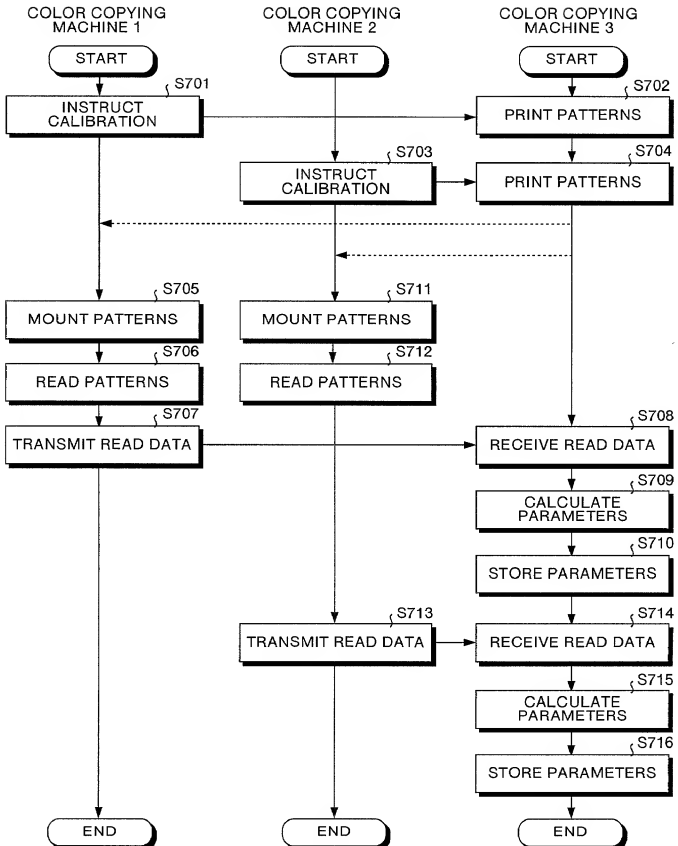 COLOR COPYING
MACHINE 1
COLOR COPYING
MACHINE 2
COLOR COPYING
MACHINE 3
START
START
START
S701
INSTRUCT
CALIBRATION
S702
PRINT PATTERNS
S703
INSTRUCT
CALIBRATION
S704
PRINT PATTERNS
S705
MOUNT PATTERNS
S711
MOUNT PATTERNS
S706
READ PATTERNS
S712
READ PATTERNS
S707
TRANSMIT READ DATA
S708
RECEIVE READ DATA
S709
CALCULATE
PARAMETERS
S710
STORE PARAMETERS
S713
TRANSMIT READ DATA
S714
RECEIVE READ DATA
S715
CALCULATE
PARAMETERS
S716
STORE PARAMETERS
END
END
END